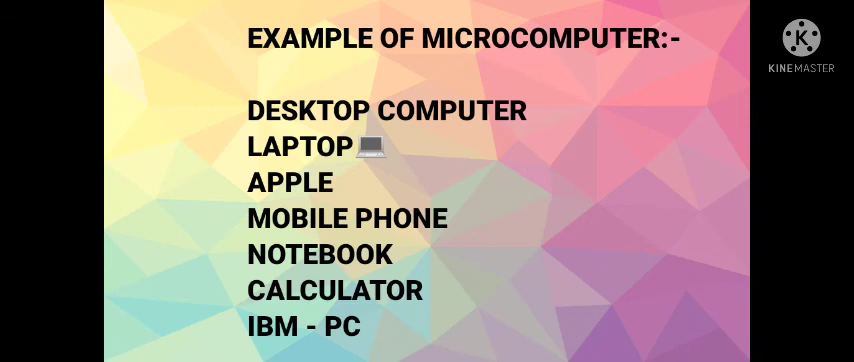 EXAMPLE OF MICROCOMPUTER:-
DESKTOP COMPUTER
LAPTOP💻
APPLE
MOBILE PHONE
NOTEBOOK
CALCULATOR
IBM - PC
K
KINEMASTER